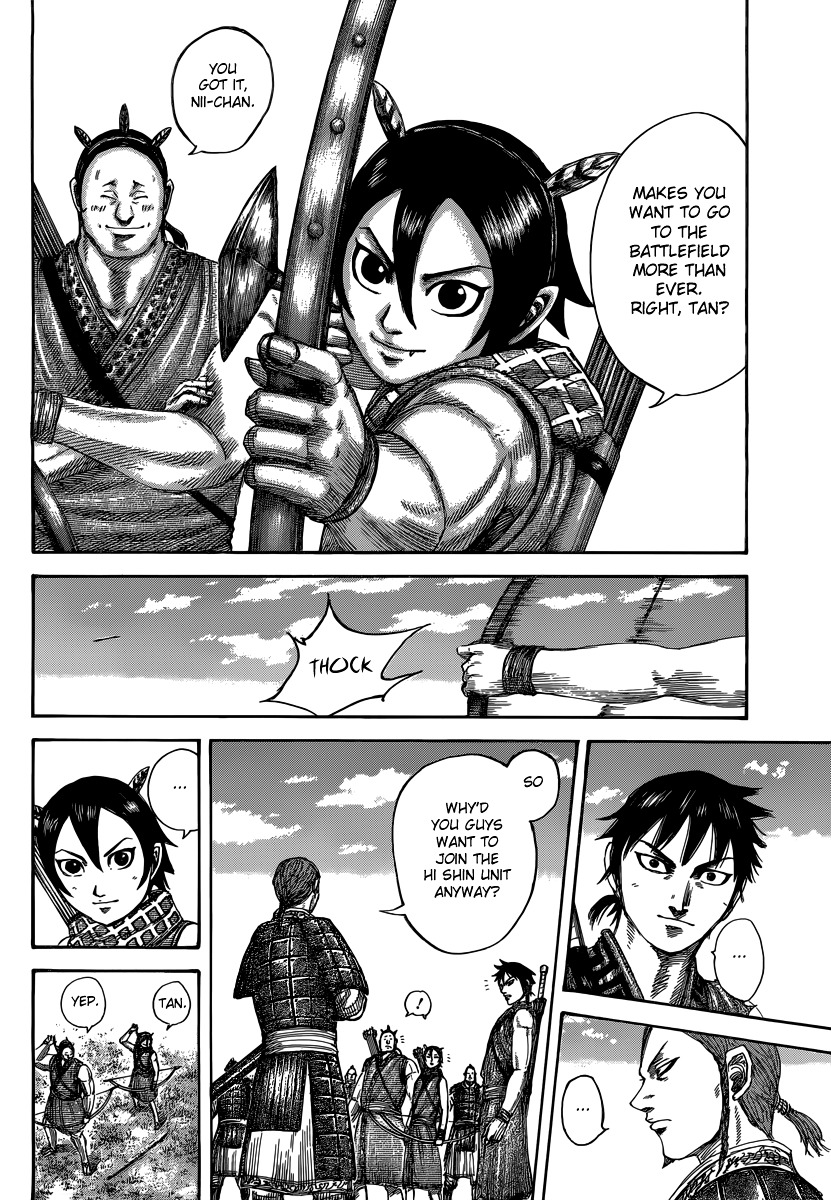 MAKES YOU
WANT TO GO
TO THE
BATTLEFIELD
MORE THAN
EVER.
RIGHT, TAN?
YOU
GOT IT,
NII-CHAN.
THOCK
...
...
SO
WHY'D
YOU GUYS
WANT TO
JOIN THE
HI SHIN UNIT
ANYWAY?
!
...
TAN.
YEP.